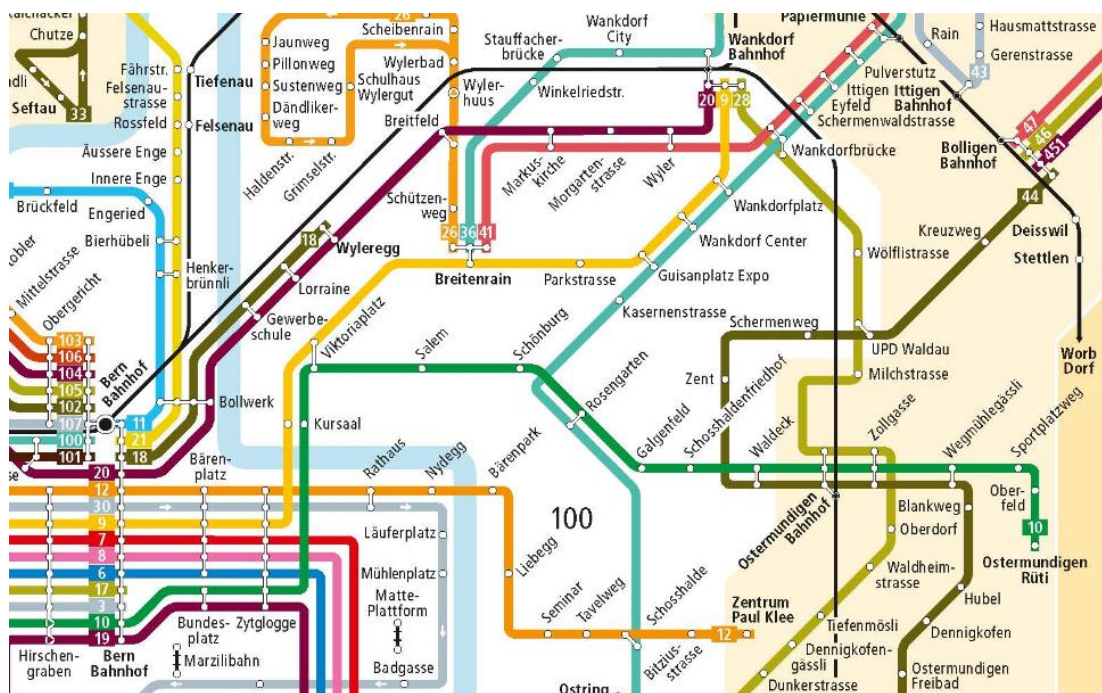 Chutze
Seftau
33
Fährstr.
Felsenau-
strasse
Rossfeld
Äussere Enge
Innere Enge
Tiefenau
Felsenau
Brückfeld
Engeried
Bierhübeli
Henker-
brünnli
Jaunweg
Pillonweg
Sustenweg
Dändliker-
weg
Haldenstr.
Grimselstr.
26
Scheibenrain
Wylerbad
Schulhaus
Wylergut
Wyler-
huus
Breitfeld
Schützen-
weg
26
36
41
Breitenrain
Stauffacher-
brücke
Wankdorf
City
Winkelriedstr.
Wankdorf
Bahnhof
20
9
28
Markus-
kirche
Morgarten-
strasse
Wyler
Papiermühle
Pulverstutz
Ittigen
Eyfeld
Schermenwaldstrasse
Wankdorfbrücke
Wankdorfplatz
Wankdorf Center
Guisanplatz Expo
Parkstrasse
Kasernenstrasse
Rain
Hausmattstrasse
Gerenstrasse
43
Ittigen
Bahnhof
47
46
451
Bolligen
Bahnhof
44
Kreuzweg
Deisswil
Stettlen
Worb
Dorf
Wölflistrasse
Schermenweg
UPD Waldau
Milchstrasse
Zent
18
Wyleregg
Lorraine
Gewerbe-
schule
Viktoriaplatz
Bollwerk
Mittelstrasse
Obergericht
103
106
104
105
102
107
100
101
Bern
Bahnhof
11
21
18
20
12
30
9
7
8
6
17
3
10
19
Hirschen-
graben
Bern
Bahnhof
Bären-
platz
Bundes-
platz
Marzilibahn
Zytglogge
Kursaal
Salem
Schönburg
Rosengarten
Galgenfeld
Schosshaldenfriedhof
Waldeck
Zollgasse
Wegmühlegässli
Sportplatzweg
Ober-
feld
10
Ostermundigen
Rüti
Rathaus
Nydegg
Bärenpark
Läuferplatz
Mühlenplatz
Matte-
Plattform
Badgasse
100
Liebegg
Seminar
Tavelweg
Schosshalde
Bitzius-
strasse
12
Zentrum
Paul Klee
Ostring
Ostermundigen
Bahnhof
Blankweg
Oberdorf
Waldheim-
strasse
Tiefenmösli
Dennigkofen-
gässli
Dunkerstrasse
Hubel
Dennigkofen
Ostermundigen
Freibad